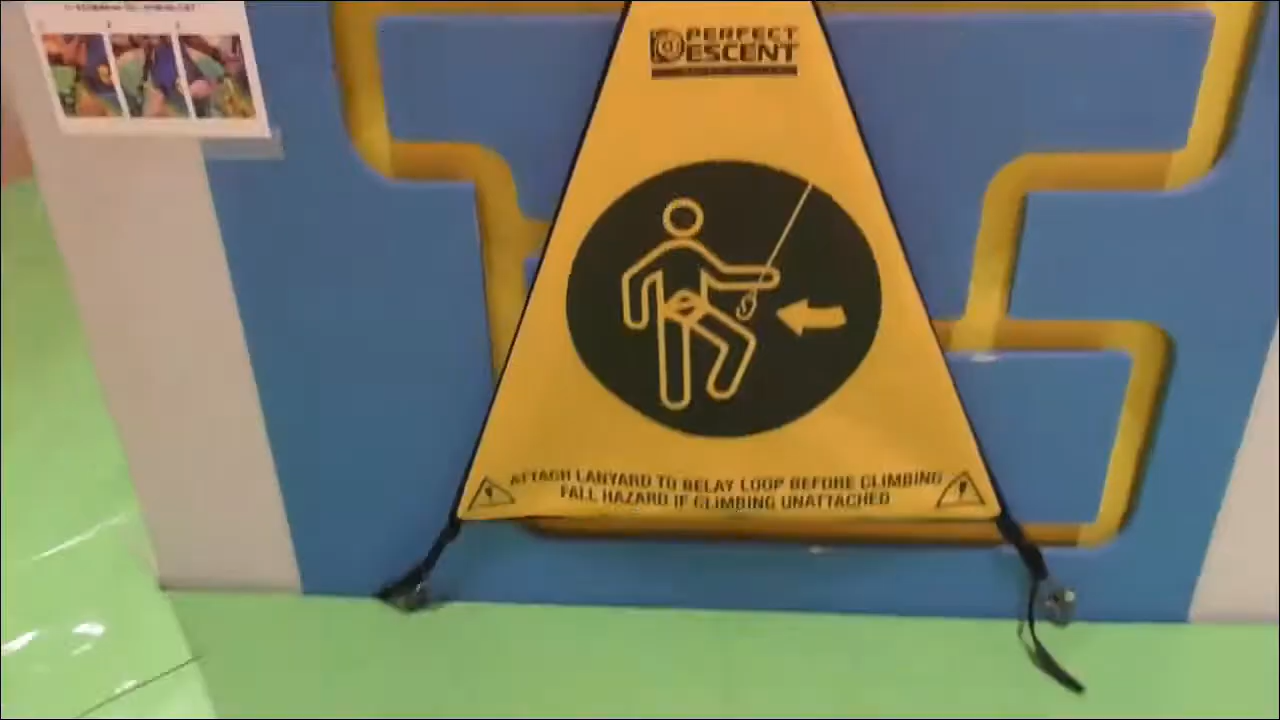 PERFECT
DESCENT
ATTACH LANYARD TO BELAY LOOP BEFORE CLIMBING
FALL HAZARD IF CLIMBING UNATTACHED